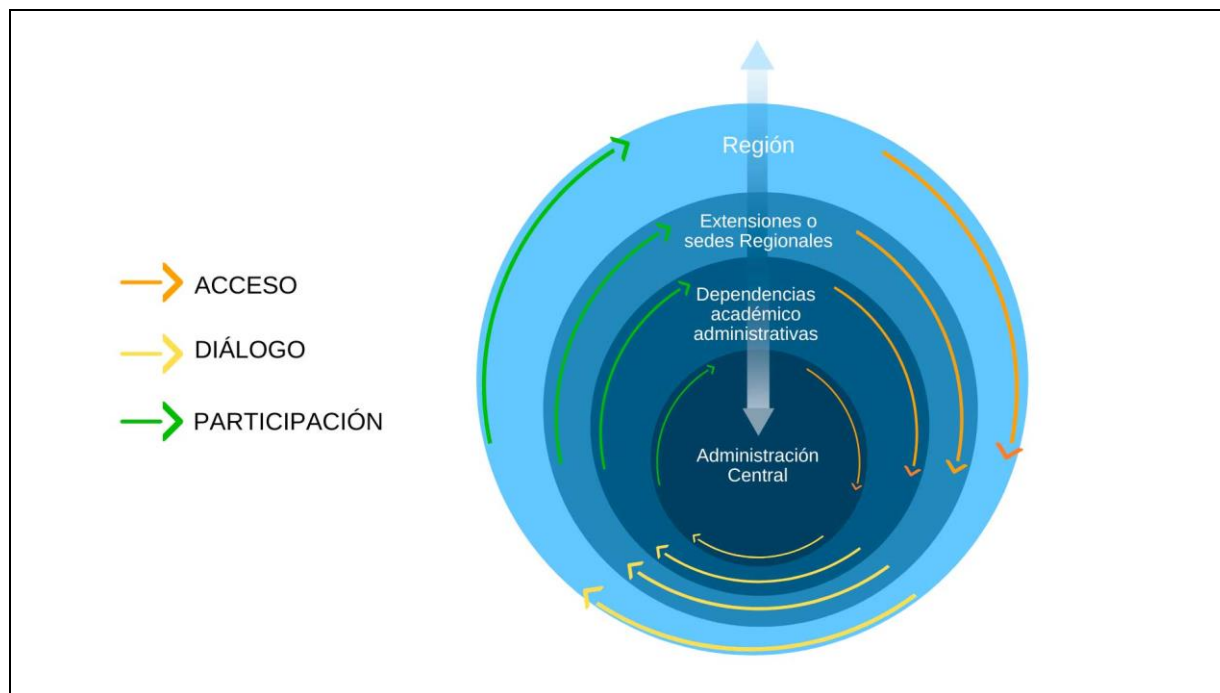 Región
Extensiones o
sedes Regionales
Dependencias
académico
administrativas
Administración
Central
ACCESO
DIÁLOGO
PARTICIPACIÓN